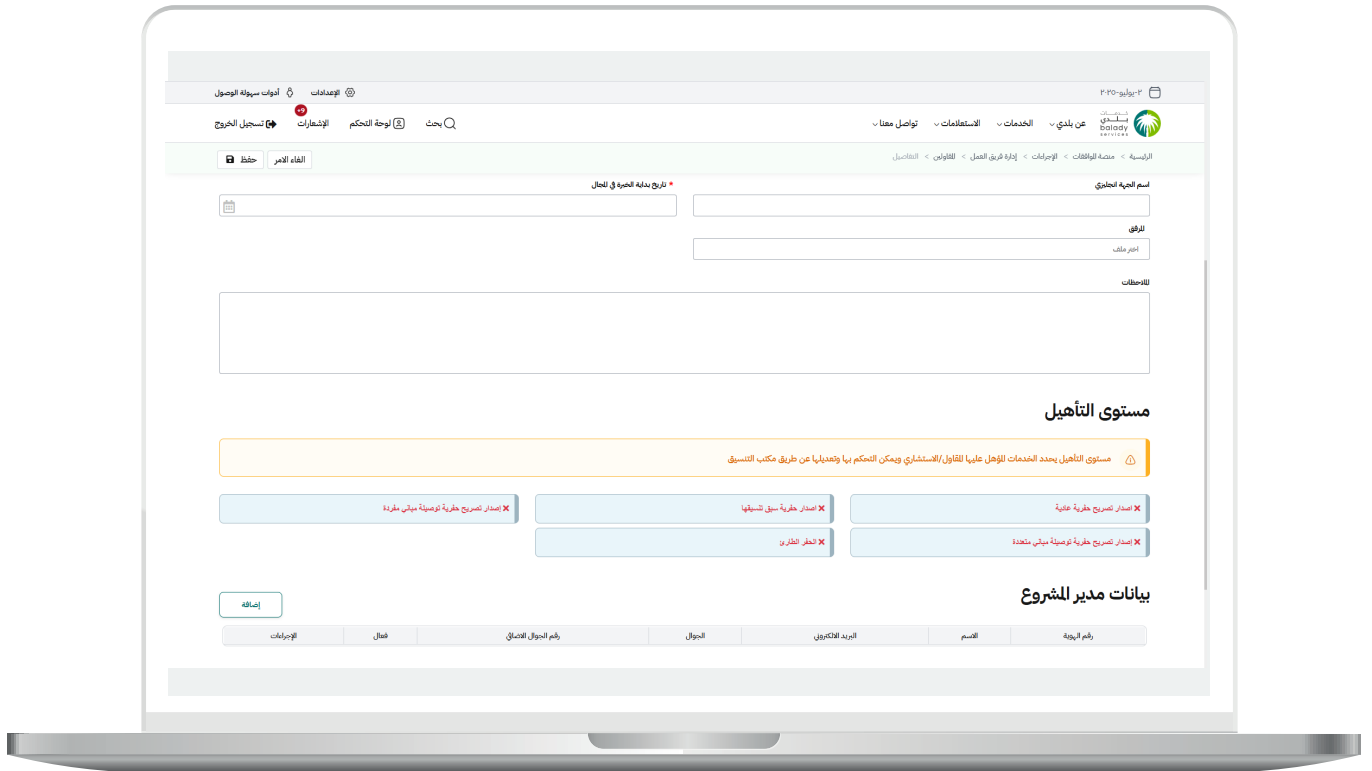 ٢-يوليو-٢٠٢٥
الإعدادات
أدوات سهولة الوصول
خدمات
بلدي
balady
services
عن بلدي
الخدمات
الاستعلامات
تواصل معنا
بحث
لوحة التحكم
الإشعارات
+9
تسجيل الخروج
الرئيسية > منصة الموافقات > الإجراءات > إدارة فريق العمل > المقاولين > التفاصيل
الغاء الامر
حفظ
اسم الجهة انجليزي
* تاريخ بداية الخبرة في المجال
المرفق
اختر ملف
الملاحظات
مستوى التأهيل
مستوى التأهيل يحدد الخدمات المؤهل عليها المقاول/الاستشاري ويمكن التحكم بها وتعديلها عن طريق مكتب التنسيق
اصدار تصريح حفرية عادية
اصدار حفرية سبق تنسيقها
إصدار تصريح حفرية توصيلة مباني مفردة
إصدار تصريح حفرية توصيلة مباني متعددة
الحفر الطارئ
بيانات مدير المشروع
إضافة
رقم الهوية
الاسم
البريد الالكتروني
الجوال
رقم الجوال الاضافي
فعال
الإجراءات